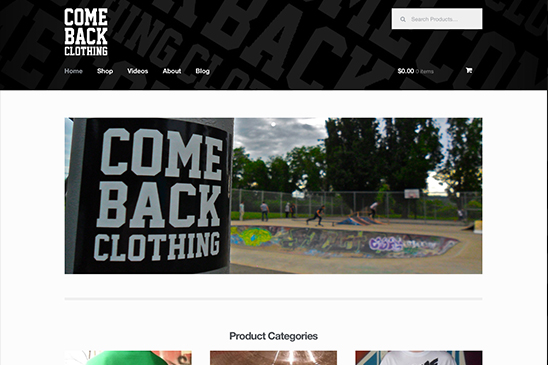 COME
BACK
CLOTHING
Search Products...
Home Shop Videos About Blog
$0.00 0 items
COME
BACK
CLOTHING
Product Categories